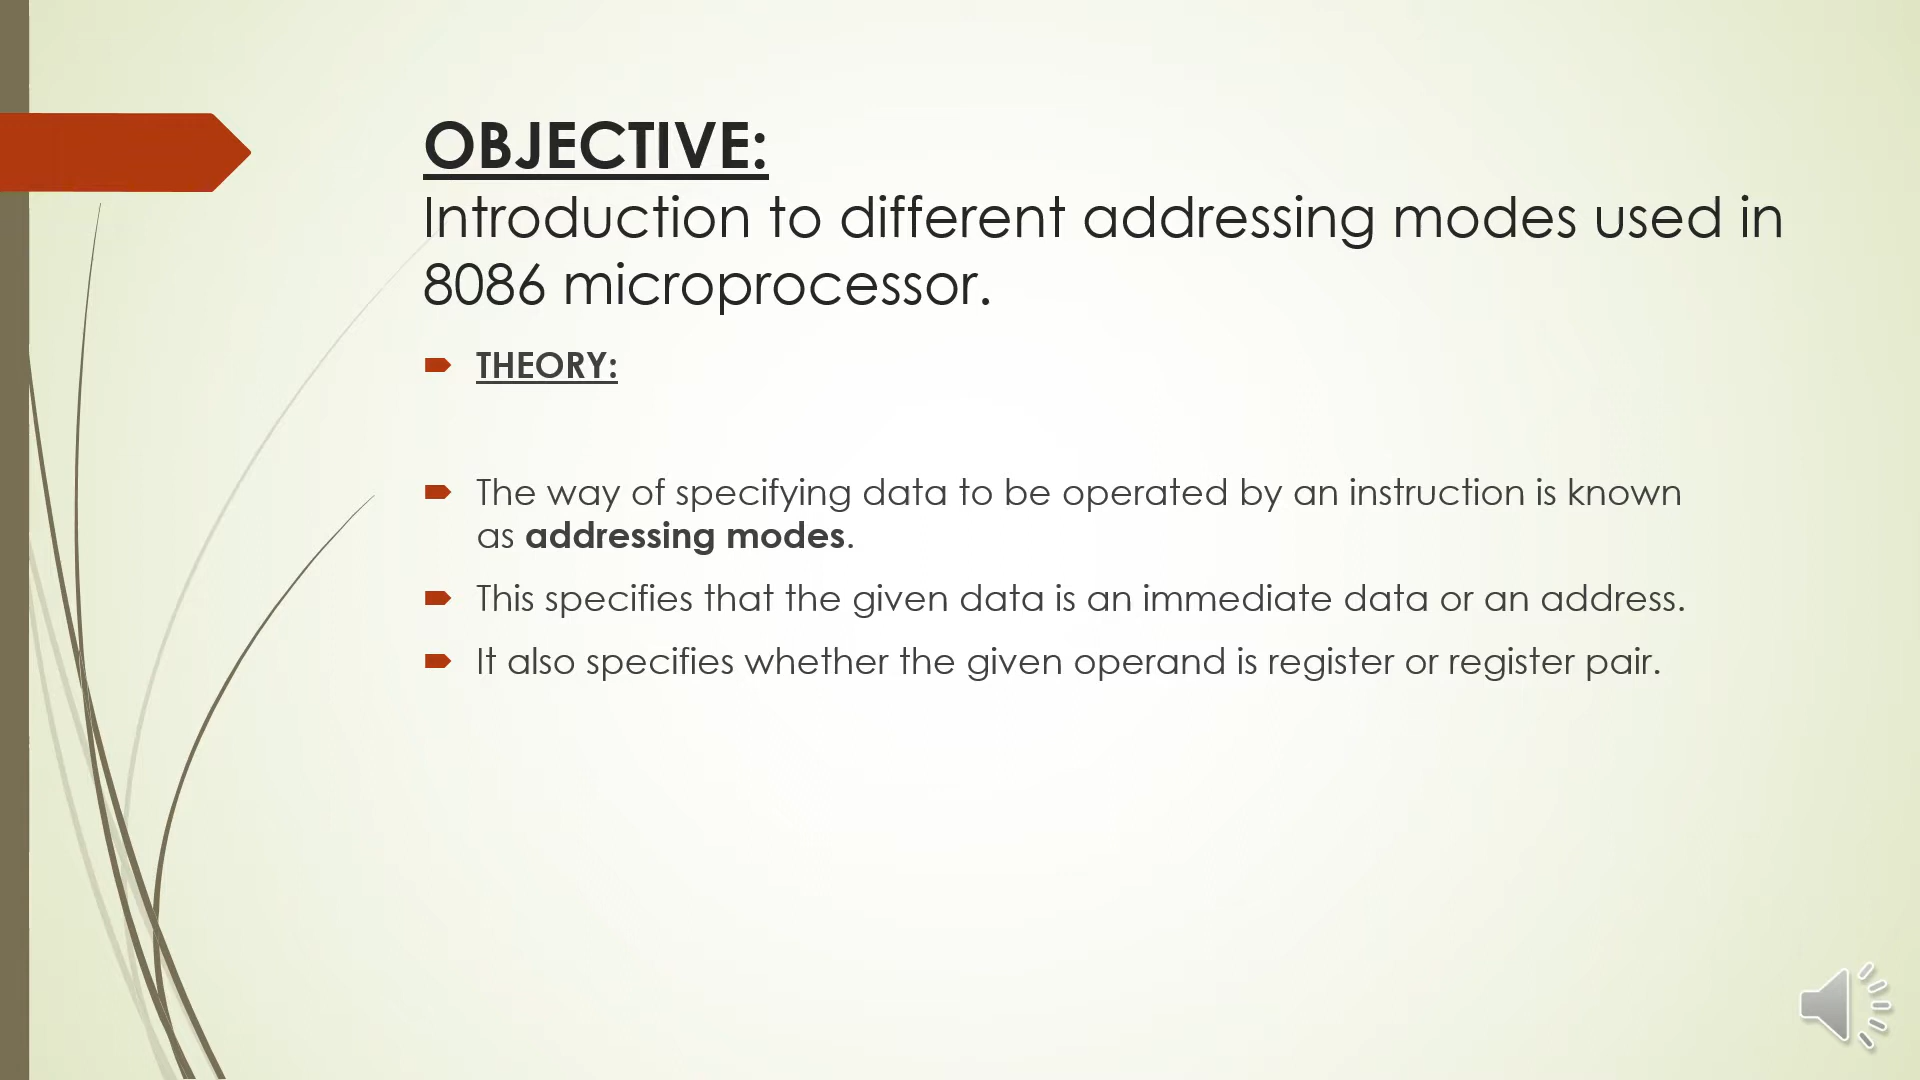 OBJECTIVE:
Introduction to different addressing modes used in
8086 microprocessor.
THEORY:
The way of specifying data to be operated by an instruction is known
as addressing modes.
This specifies that the given data is an immediate data or an address.
It also specifies whether the given operand is register or register pair.